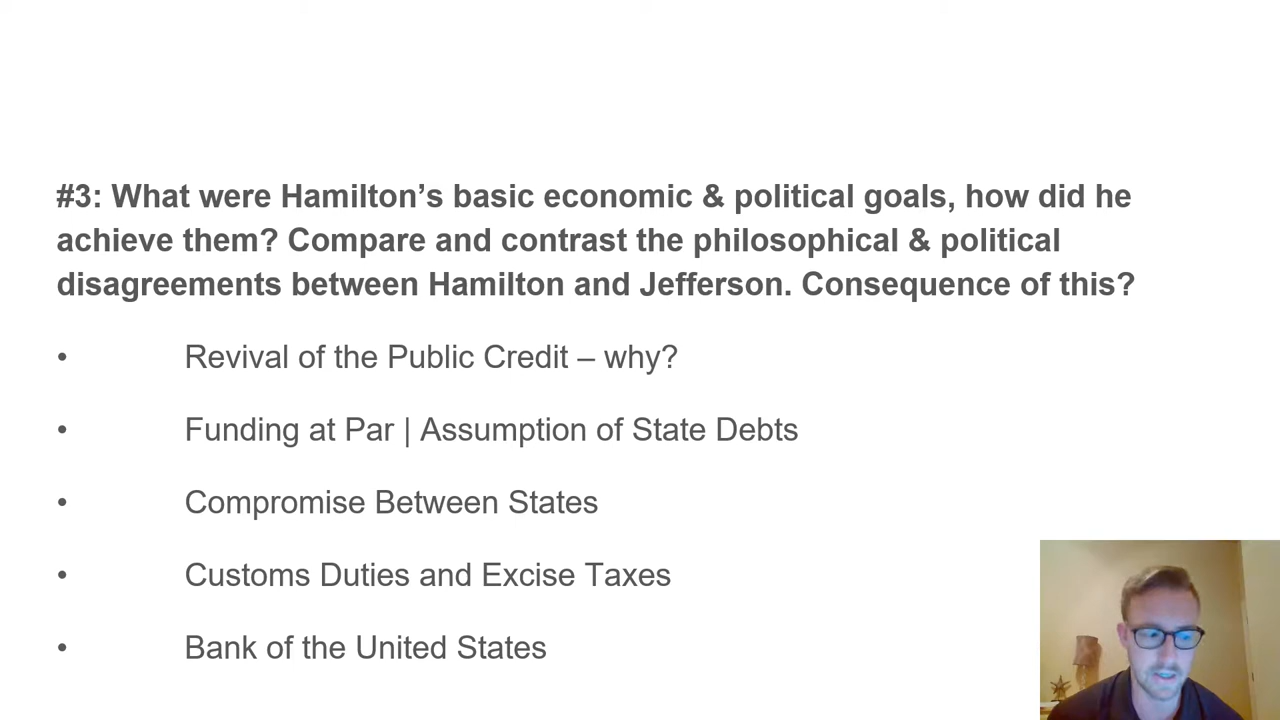 #3: What were Hamilton’s basic economic & political goals, how did he
achieve them? Compare and contrast the philosophical & political
disagreements between Hamilton and Jefferson. Consequence of this?
• Revival of the Public Credit – why?
• Funding at Par | Assumption of State Debts
• Compromise Between States
• Customs Duties and Excise Taxes
• Bank of the United States